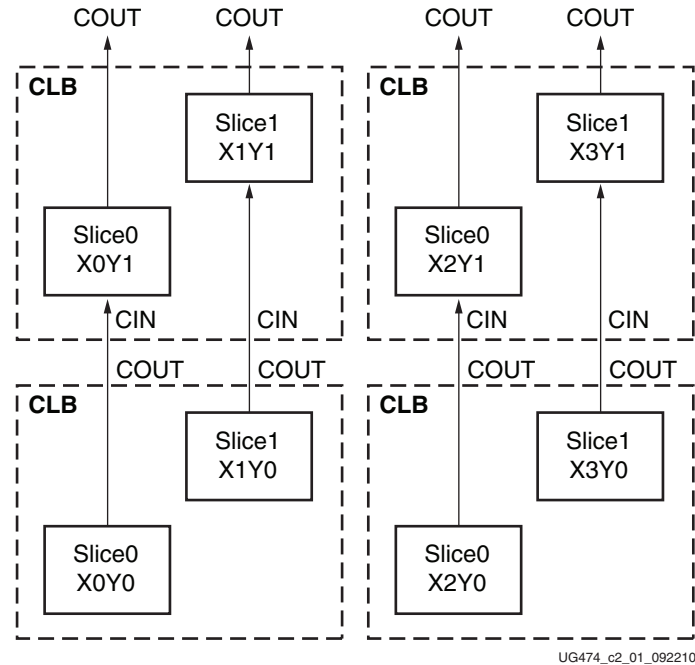 COUT COUT COUT COUT
CLB
Slice1
X1Y1
Slice0
X0Y1
CIN CIN
CLB
Slice1
X3Y1
Slice0
X2Y1
CIN CIN
COUT COUT COUT COUT
CLB
Slice1
X1Y0
Slice0
X0Y0
CLB
Slice1
X3Y0
Slice0
X2Y0
UG474_c2_01_092210